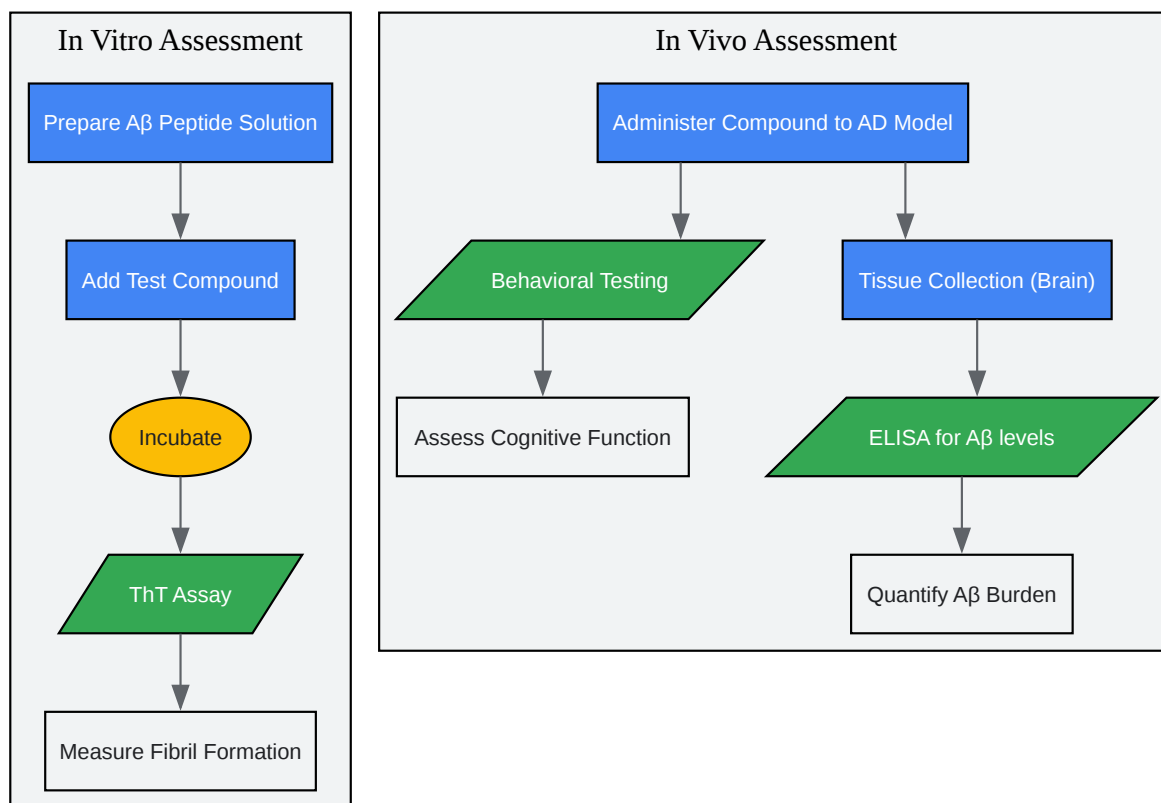 In Vitro Assessment
Prepare Aβ Peptide Solution
Add Test Compound
Incubate
ThT Assay
Measure Fibril Formation
In Vivo Assessment
Administer Compound to AD Model
Behavioral Testing
Tissue Collection (Brain)
Assess Cognitive Function
ELISA for Aβ levels
Quantify Aβ Burden